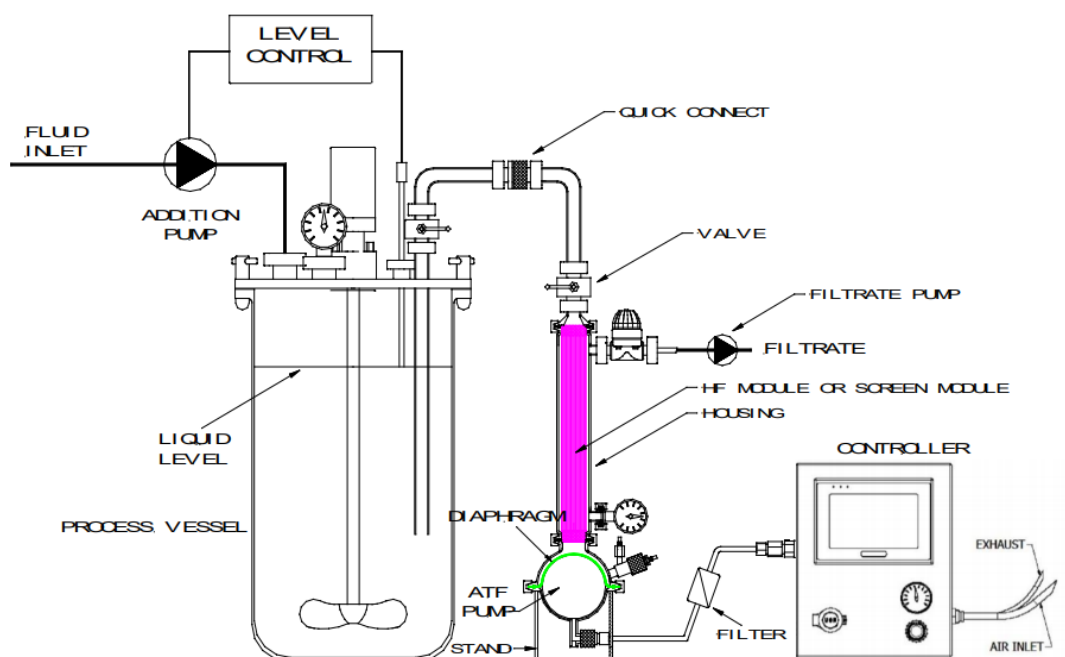 LEVEL
CONTROL
QUICK CONNECT
FLUID
INLET
ADDITION
PUMP
VALVE
FILTRATE PUMP
FILTRATE
HF MODULE OR SCREEN MODULE
HOUSING
LIQUID
LEVEL
CONTROLLER
PROCESS VESSEL
DIAPHRAGM
EXHAUST
ATF
PUMP
FILTER
STAND
AIR INLET